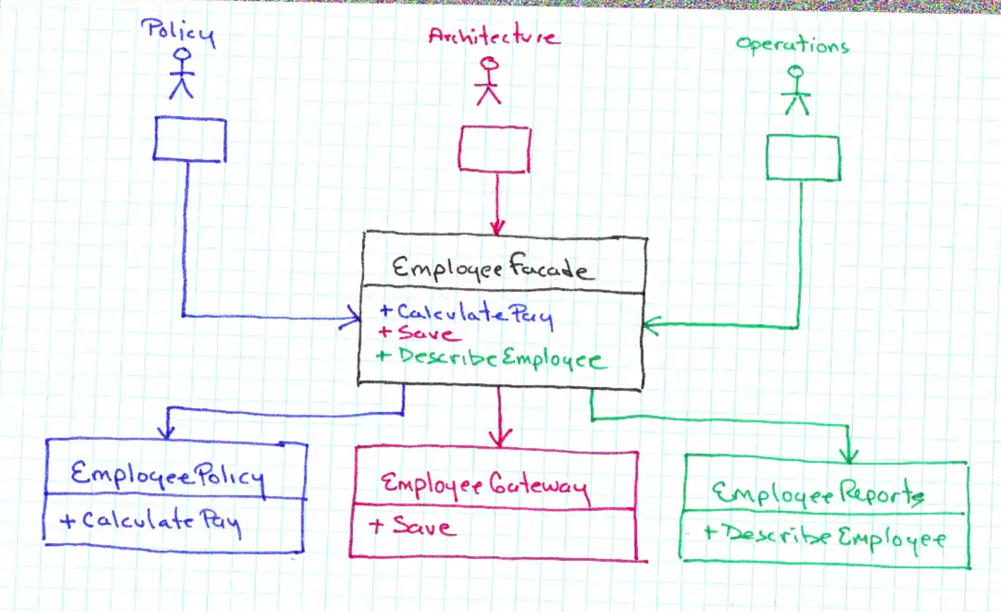 Policy
Architecture
Operations
EmployeeFacade
+CalculatePay
+Save
+DescribeEmployee
EmployeePolicy
+CalculatePay
EmployeeGateway
+Save
EmployeeReports
+DescribeEmployee